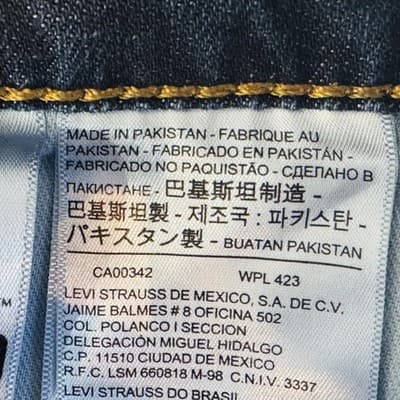 MADE IN PAKISTAN - FABRIQUE AU
PAKISTAN - FABRICADO EN PAKISTÁN -
FABRICADO NO PAQUISTÃO - СДЕЛАНО В
ПАКИСТАНЕ - 巴基斯坦制造 -
巴基斯坦製 - 제조국 : 파키스탄 -
パキスタン製 - BUATAN PAKISTAN
CA00342 WPL 423
LEVI STRAUSS DE MEXICO, S.A. DE C.V.
JAIME BALMES # 8 OFICINA 502
COL. POLANCO I SECCION
DELEGACIÓN MIGUEL HIDALGO
C.P. 11510 CIUDAD DE MÉXICO
R.F.C. LSM 660818 M-98 C.N.I.V. 3337
LEVI STRAUSS DO BRASIL
TM